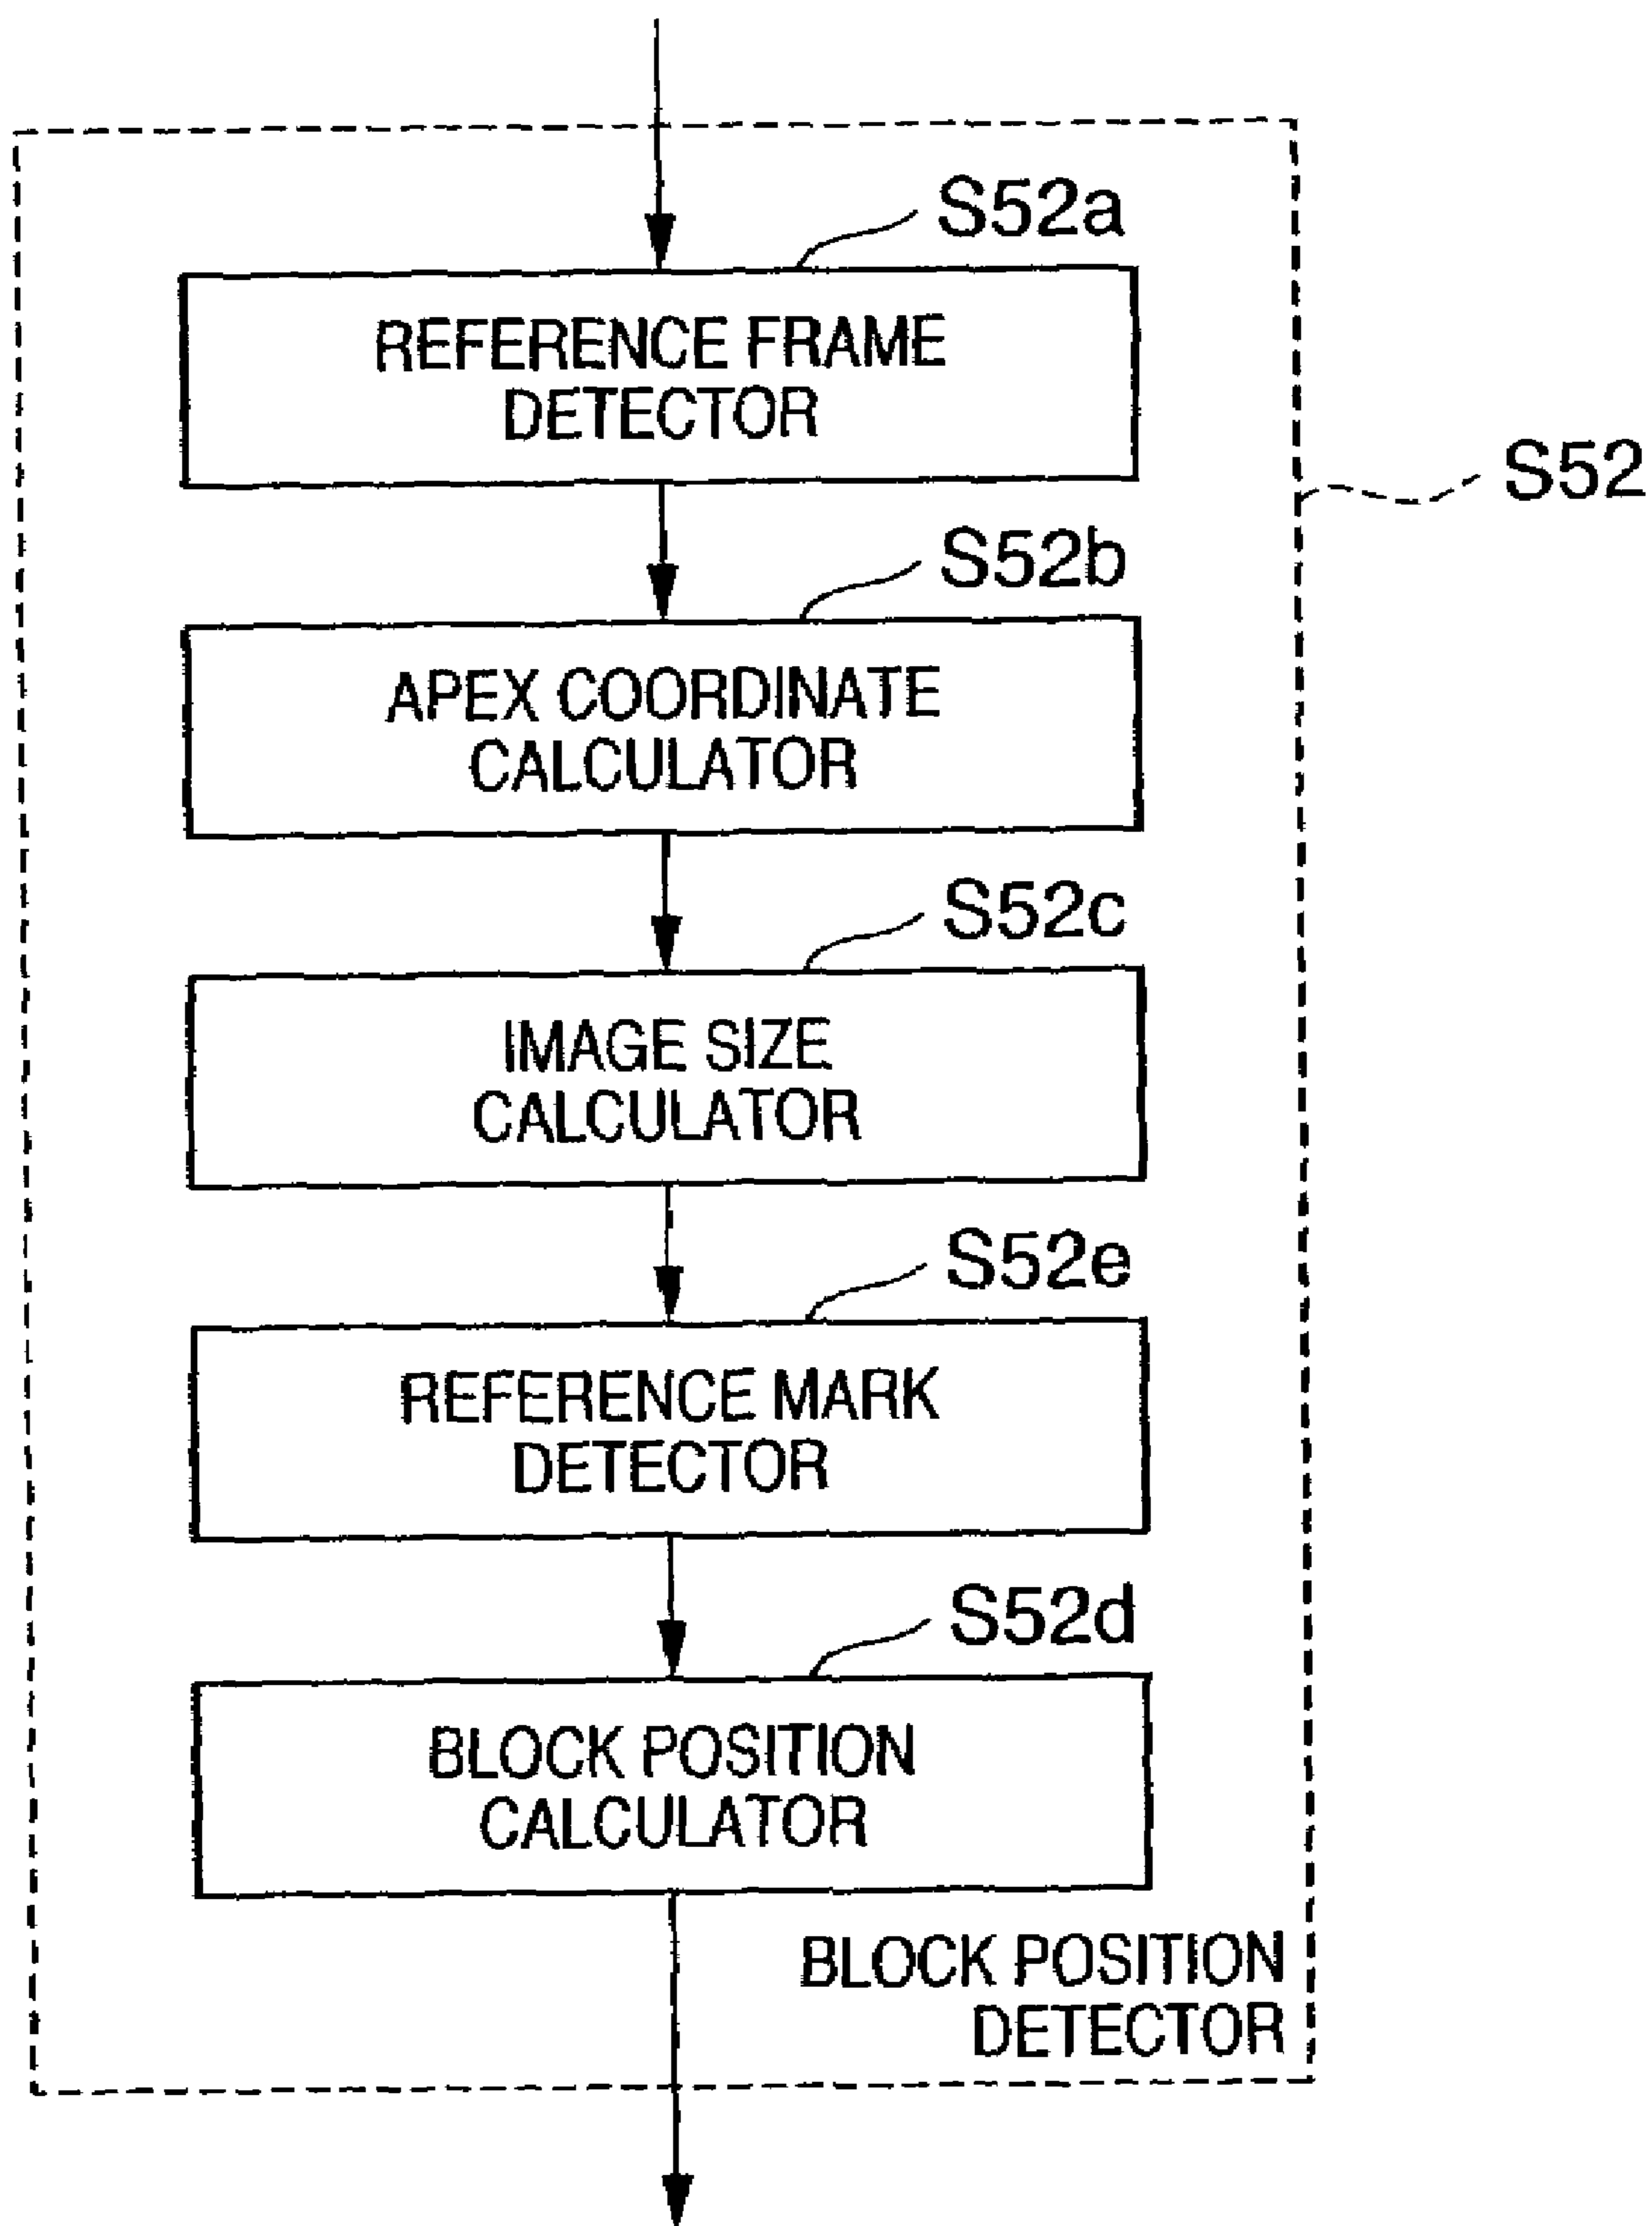 S52a
REFERENCE FRAME
DETECTOR
S52
S52b
APEX COORDINATE
CALCULATOR
S52c
IMAGE SIZE
CALCULATOR
S52e
REFERENCE MARK
DETECTOR
S52d
BLOCK POSITION
CALCULATOR
BLOCK POSITION
DETECTOR